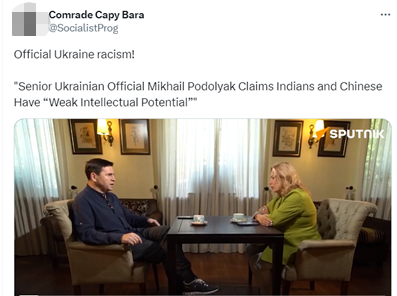 Comrade Capy Bara
@SocialistProg
Official Ukraine racism!
"Senior Ukrainian Official Mikhail Podolyak Claims Indians and Chinese
Have “Weak Intellectual Potential”"
SPUTNIK